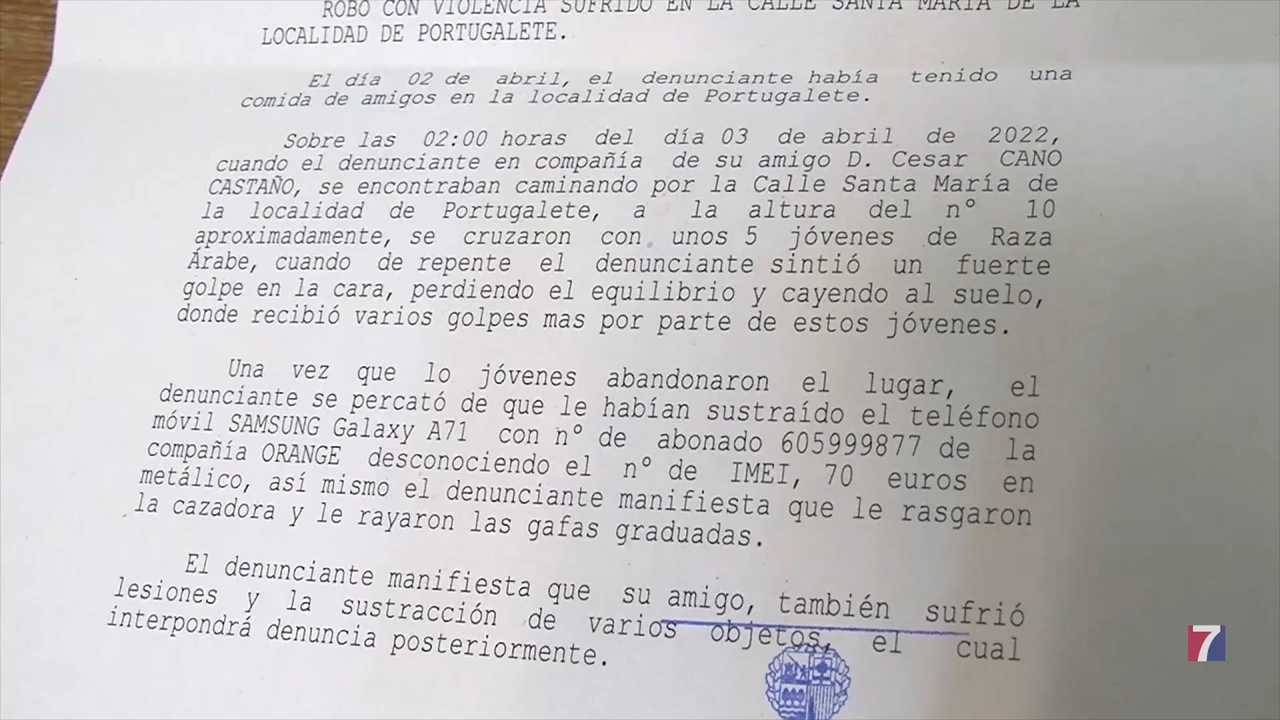 ROBO CON VIOLENCIA SUFRIDO EN LA CALLE SANTA MARÍA DE LA
LOCALIDAD DE PORTUGALETE.
El día 02 de abril, el denunciante había tenido una
comida de amigos en la localidad de Portugalete.
Sobre las 02:00 horas del día 03 de abril de 2022,
cuando el denunciante en compañía de su amigo D. Cesar CANO
CASTAÑO, se encontraban caminando por la Calle Santa María de
la localidad de Portugalete, a la altura del nº 10
aproximadamente, se cruzaron con unos 5 jóvenes de Raza
Árabe, cuando de repente el denunciante sintió un fuerte
golpe en la cara, perdiendo el equilibrio y cayendo al suelo,
donde recibió varios golpes mas por parte de estos jóvenes.
Una vez que lo jóvenes abandonaron el lugar, el
denunciante se percató de que le habían sustraído el teléfono
móvil SAMSUNG Galaxy A71 con nº de abonado 605999877 de la
compañía ORANGE desconociendo el nº de IMEI, 70 euros en
metálico, así mismo el denunciante manifiesta que le rasgaron
la cazadora y le rayaron las gafas graduadas.
El denunciante manifiesta que su amigo, también sufrió
lesiones y la sustracción de varios objetos, el cual
interpondrá denuncia posteriormente.
7